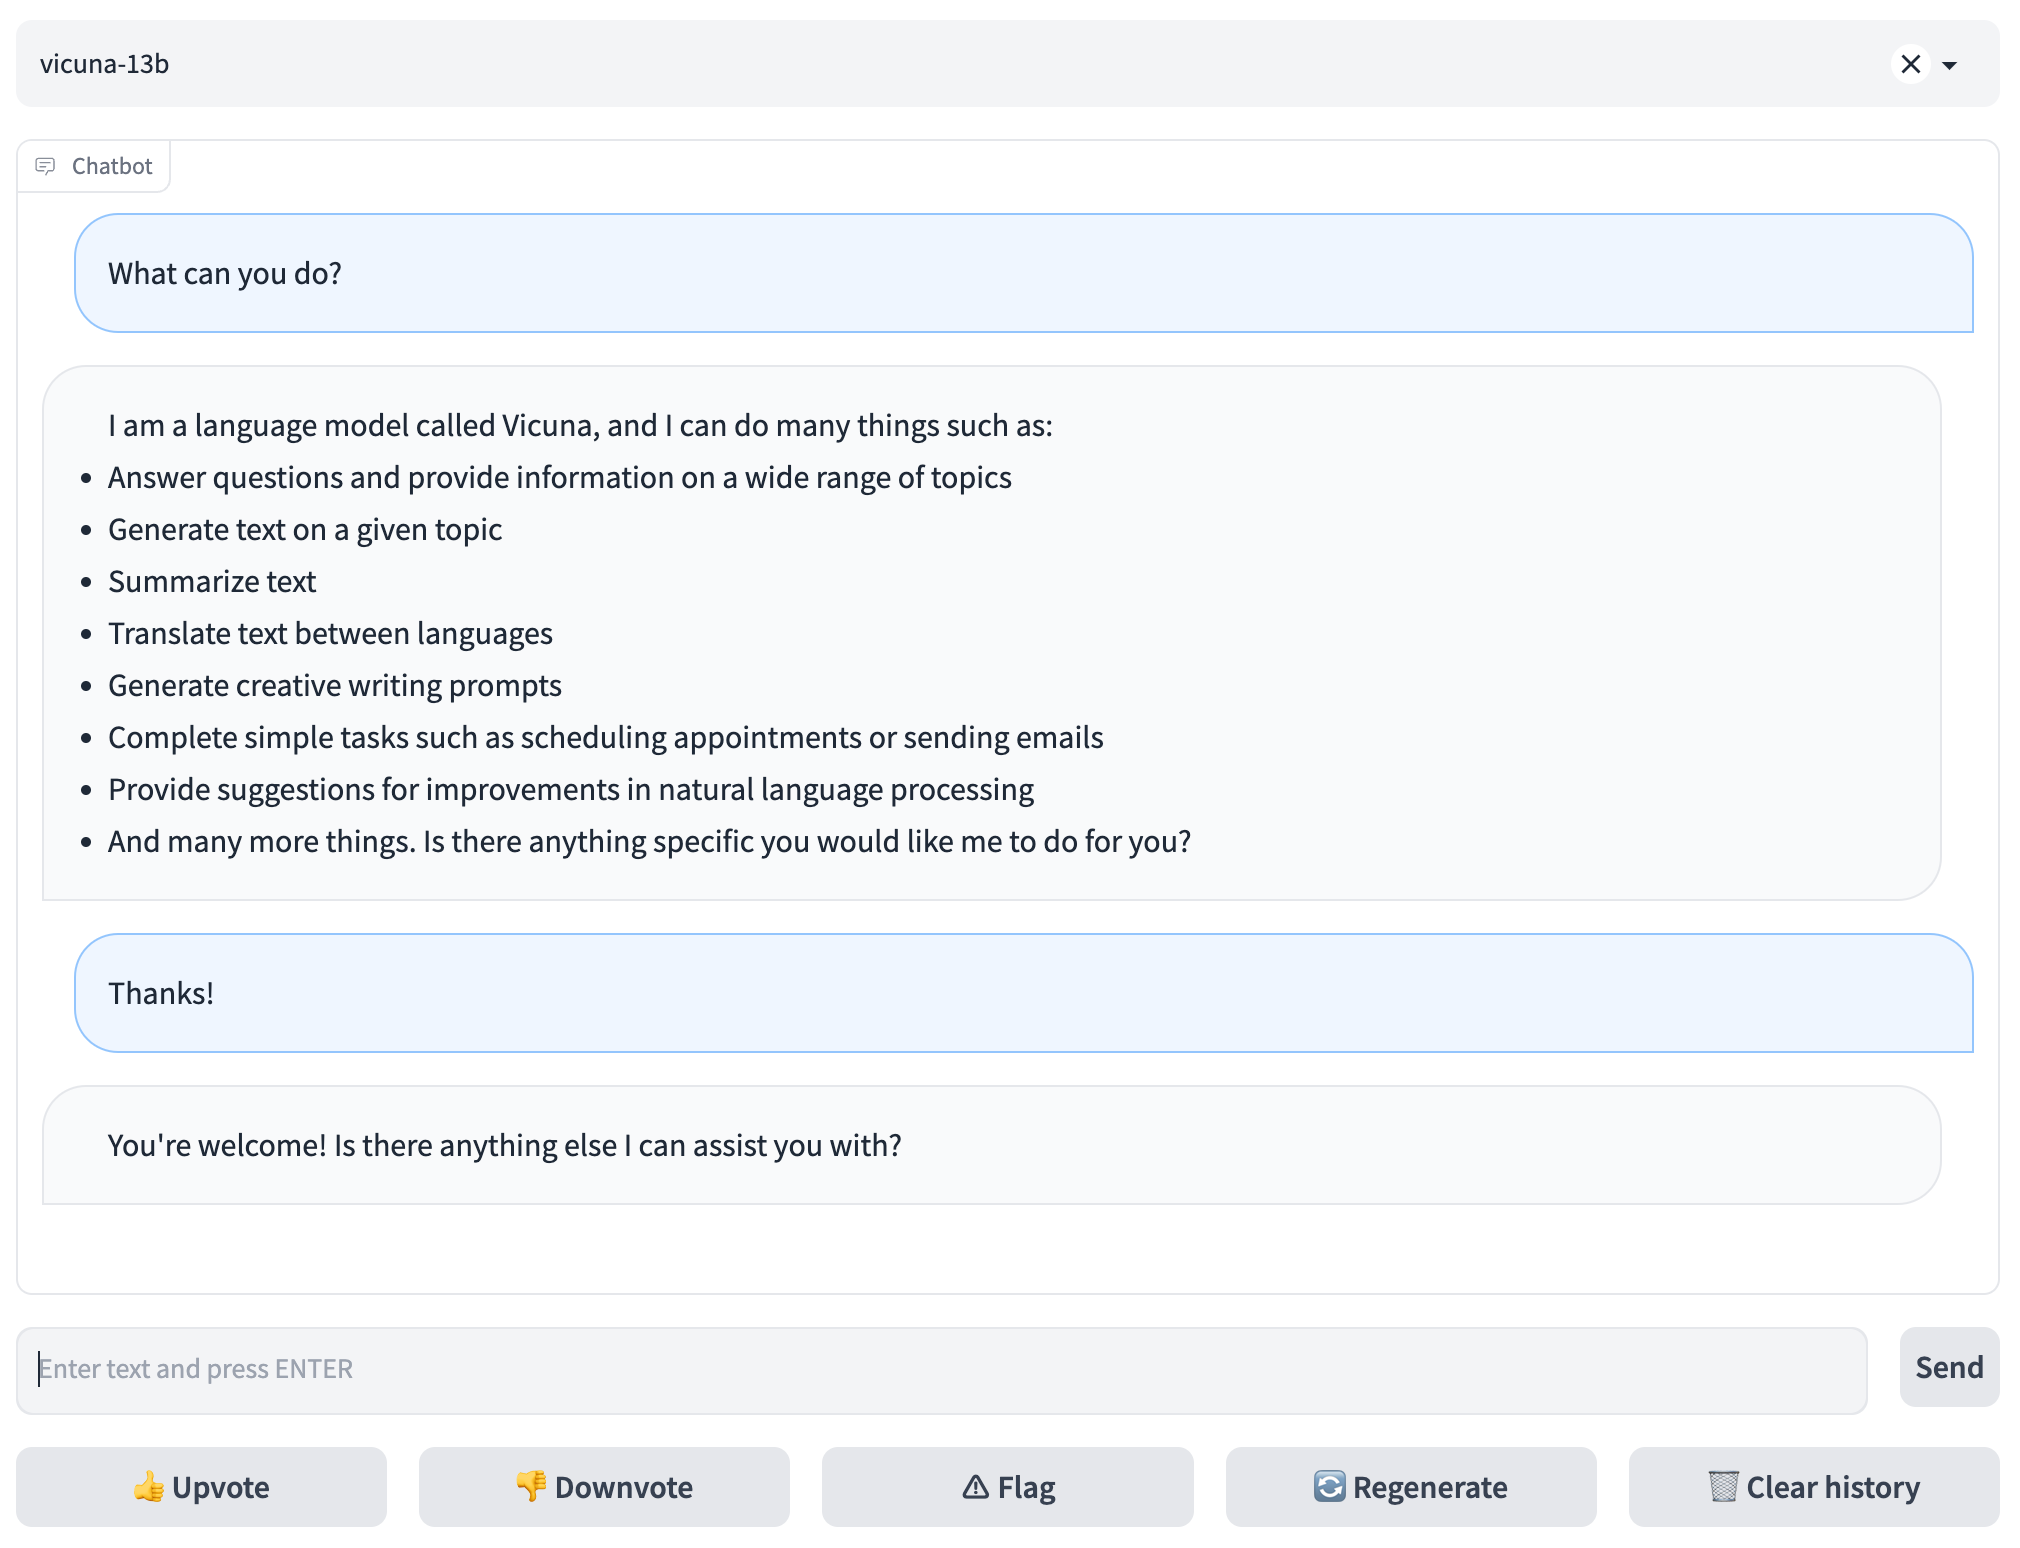 vicuna-13b
Chatbot
What can you do?
I am a language model called Vicuna, and I can do many things such as:
• Answer questions and provide information on a wide range of topics
• Generate text on a given topic
• Summarize text
• Translate text between languages
• Generate creative writing prompts
• Complete simple tasks such as scheduling appointments or sending emails
• Provide suggestions for improvements in natural language processing
• And many more things. Is there anything specific you would like me to do for you?
Thanks!
You're welcome! Is there anything else I can assist you with?
Enter text and press ENTER
Send
👍 Upvote
👎 Downvote
⚠ Flag
🔄 Regenerate
🗑 Clear history